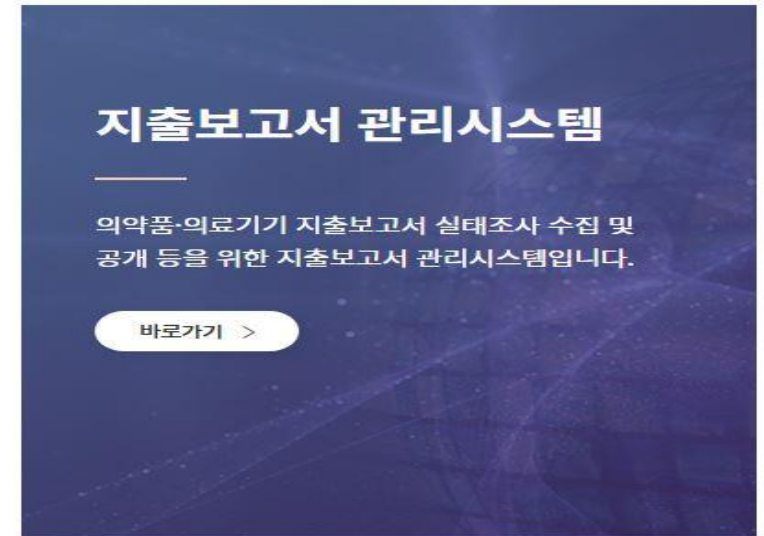 지출보고서 관리시스템
의약품·의료기기 지출보고서 실태조사 수집 및
공개 등을 위한 지출보고서 관리시스템입니다.
바로가기 >